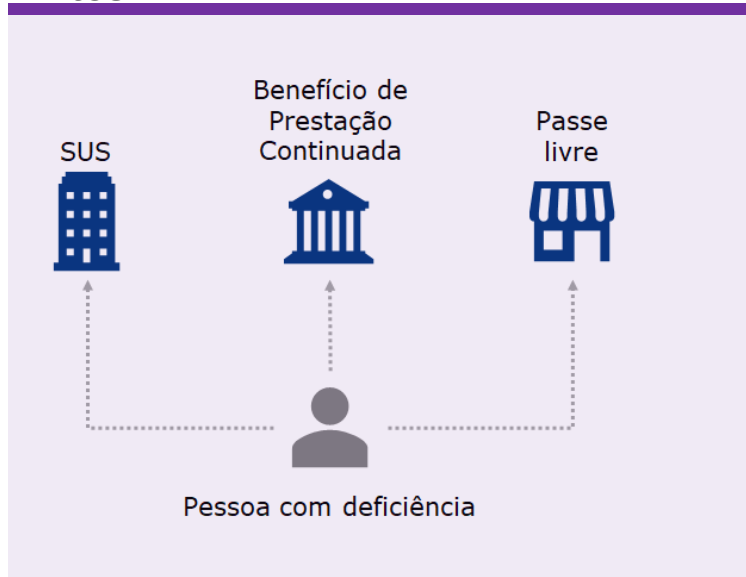 SUS
Benefício de
Prestação
Continuada
Passe
livre
Pessoa com deficiência